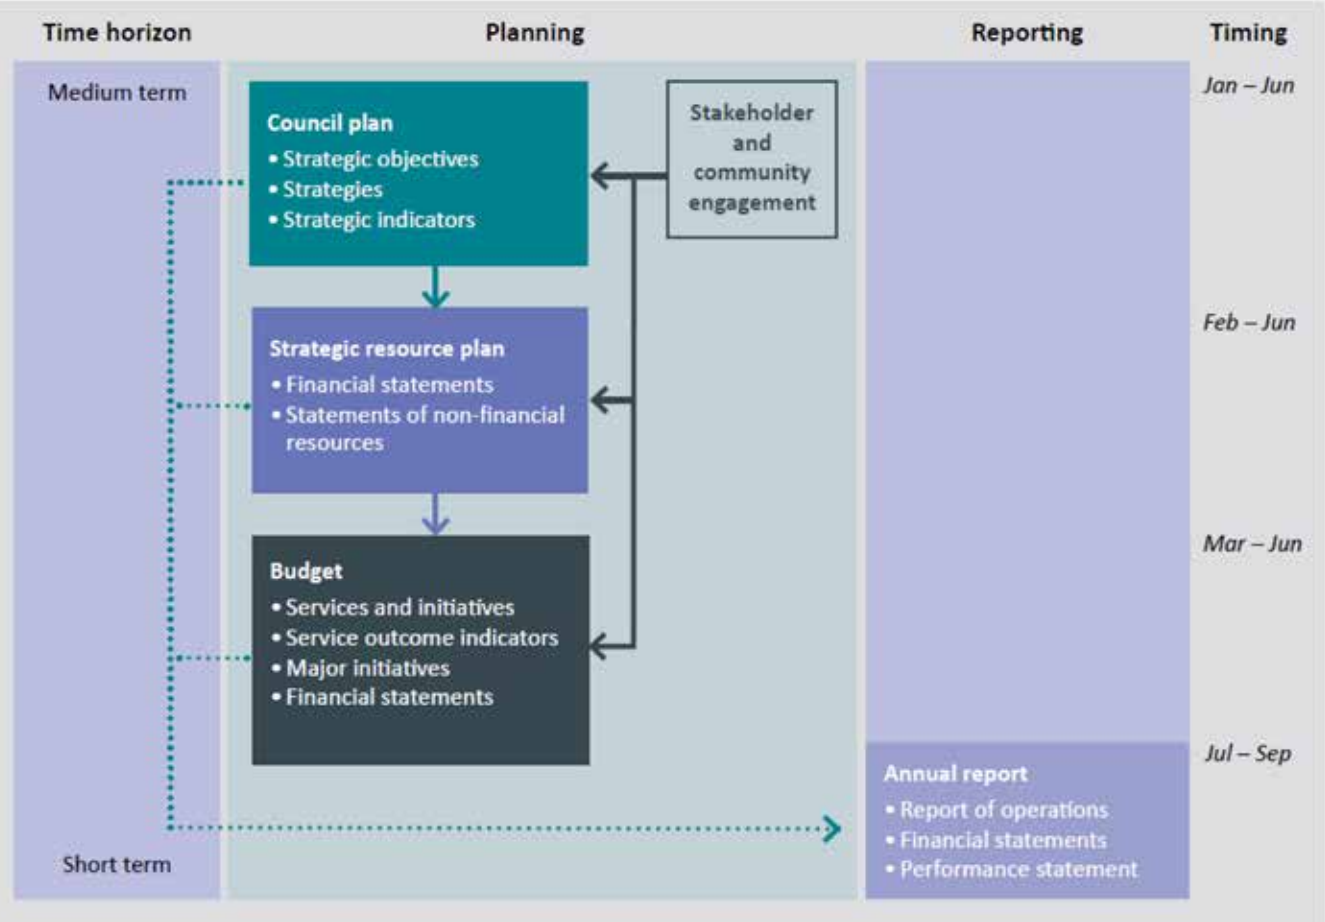 Time horizon
Planning
Reporting
Timing
Medium term
Council plan
• Strategic objectives
• Strategies
• Strategic indicators
Stakeholder
and
community
engagement
Jan – Jun
Strategic resource plan
• Financial statements
• Statements of non-financial
resources
Feb – Jun
Budget
• Services and initiatives
• Service outcome indicators
• Major initiatives
• Financial statements
Mar – Jun
Annual report
• Report of operations
• Financial statements
• Performance statement
Jul – Sep
Short term